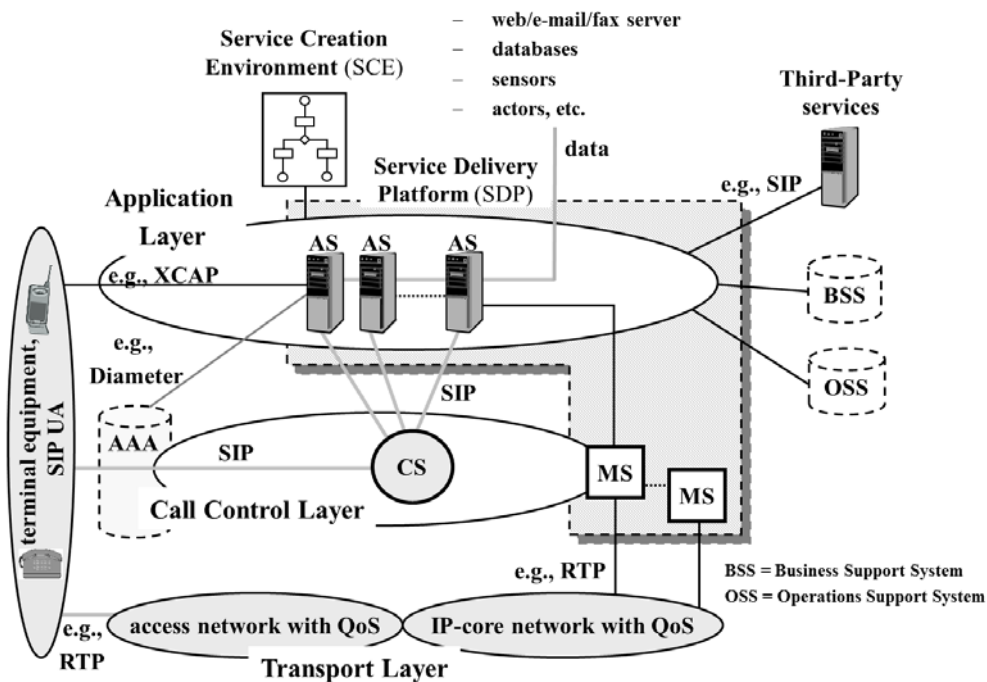 – web/e-mail/fax server
– databases
– sensors
– actors, etc.
Service Creation
Environment (SCE)
Third-Party
services
data
Service Delivery
Platform (SDP)
e.g., SIP
Application
Layer
AS AS AS
e.g., XCAP
BSS
e.g.,
Diameter
OSS
SIP
terminal equipment,
SIP UA
AAA
SIP
CS
MS
MS
Call Control Layer
e.g., RTP
BSS = Business Support System
OSS = Operations Support System
e.g.,
RTP
access network with QoS
IP-core network with QoS
Transport Layer